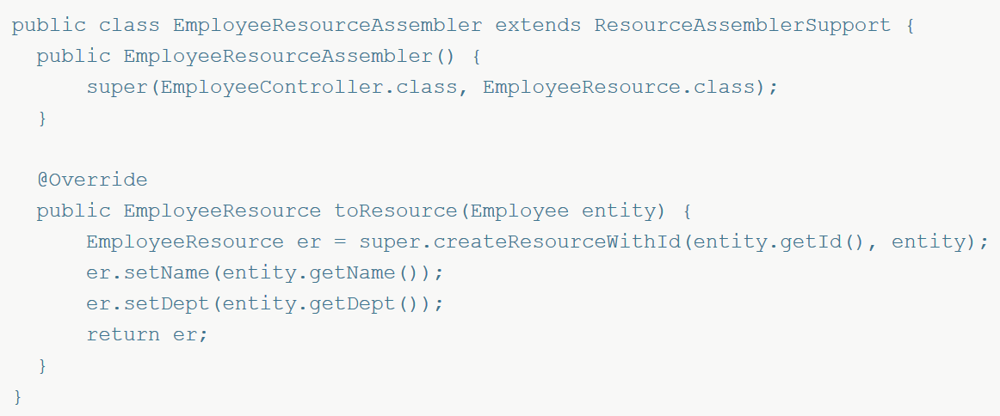 public class EmployeeResourceAssembler extends ResourceAssemblerSupport {
  public EmployeeResourceAssembler() {
      super(EmployeeController.class, EmployeeResource.class);
  }

  @Override
  public EmployeeResource toResource(Employee entity) {
      EmployeeResource er = super.createResourceWithId(entity.getId(), entity);
      er.setName(entity.getName());
      er.setDept(entity.getDept());
      return er;
  }
}